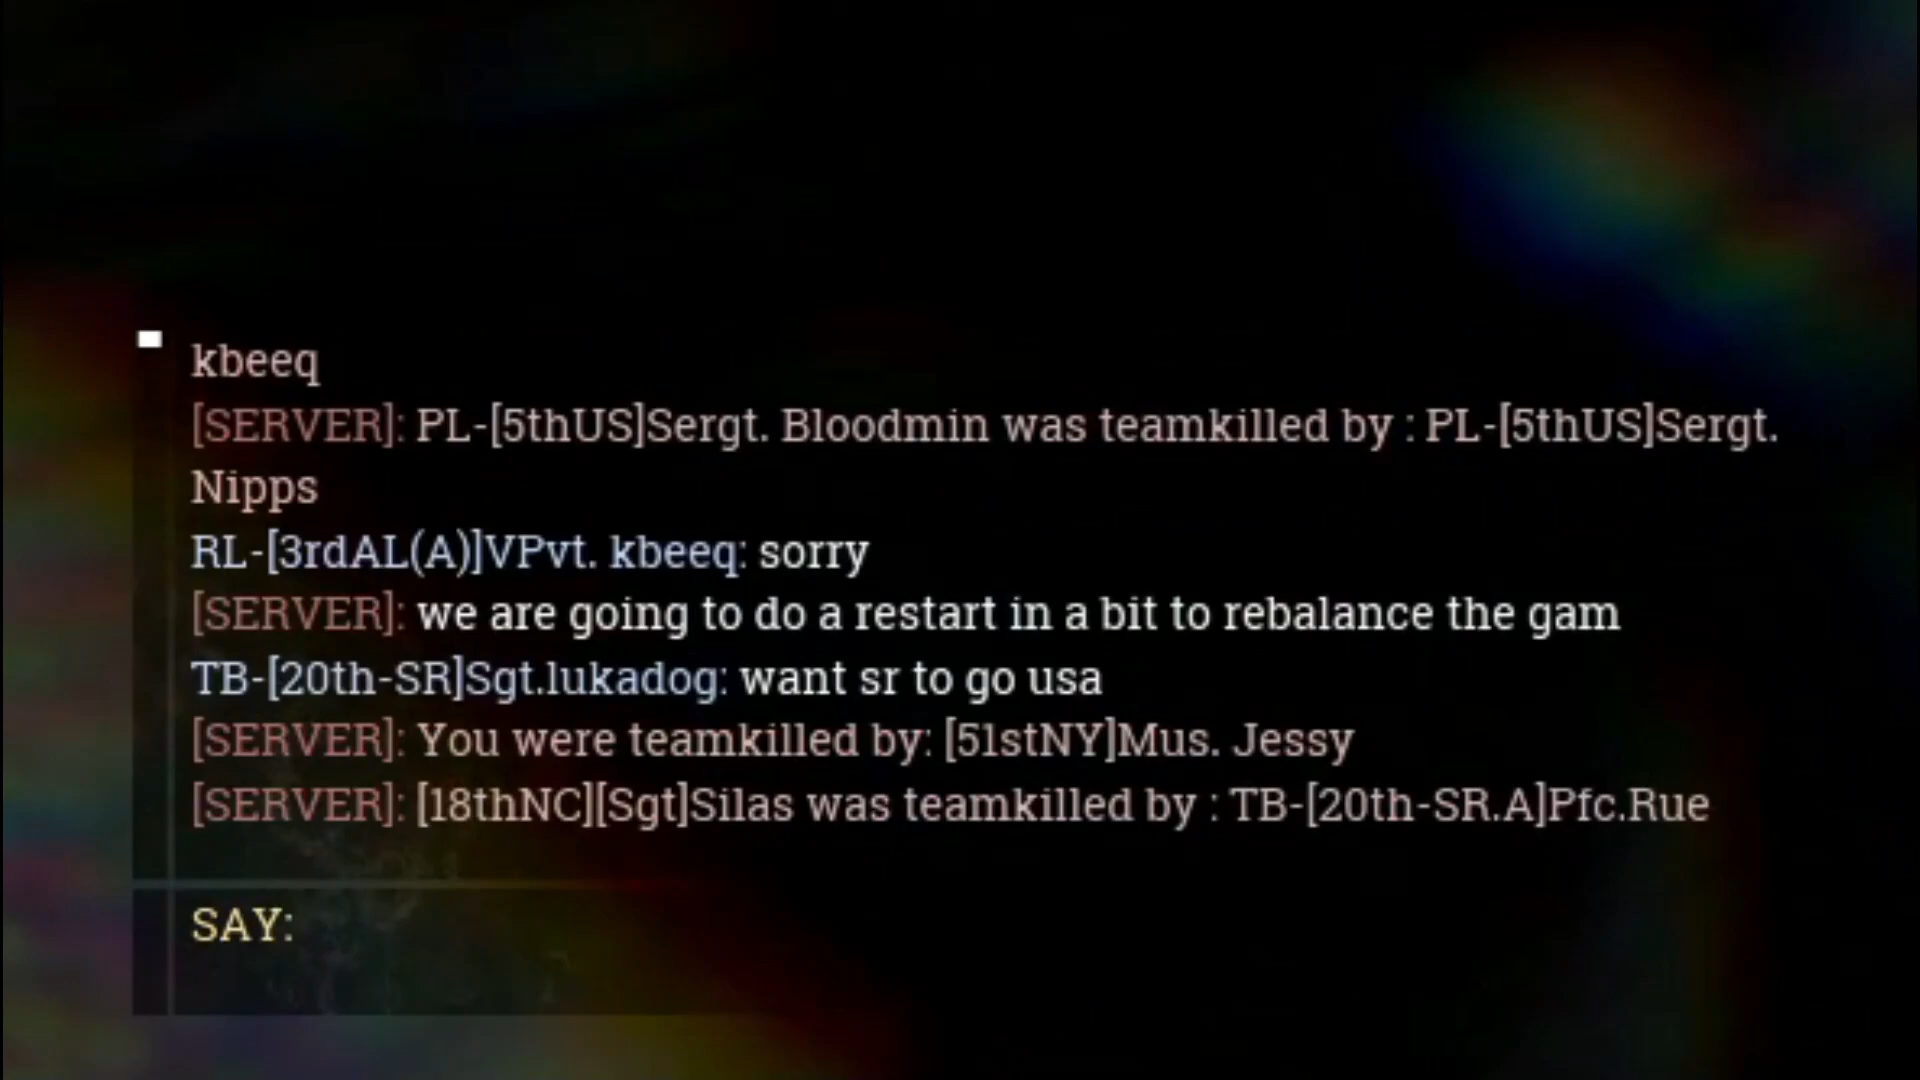 kbeeq
[SERVER]: PL-[5thUS]Sergt. Bloodmin was teamkilled by : PL-[5thUS]Sergt.
Nipps
RL-[3rdAL(A)]VPvt. kbeeq: sorry
[SERVER]: we are going to do a restart in a bit to rebalance the gam
TB-[20th-SR]Sgt.lukadog: want sr to go usa
[SERVER]: You were teamkilled by: [51stNY]Mus. Jessy
[SERVER]: [18thNC][Sgt]Silas was teamkilled by : TB-[20th-SR.A]Pfc.Rue
SAY: